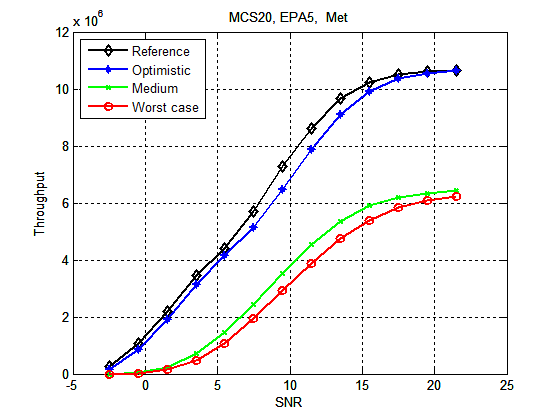 MCS20, EPA5, Met
x 10^6
12
10
8
6
4
2
0
Reference
Optimistic
Medium
Worst case
Throughput
-5
0
5
10
15
20
25
SNR